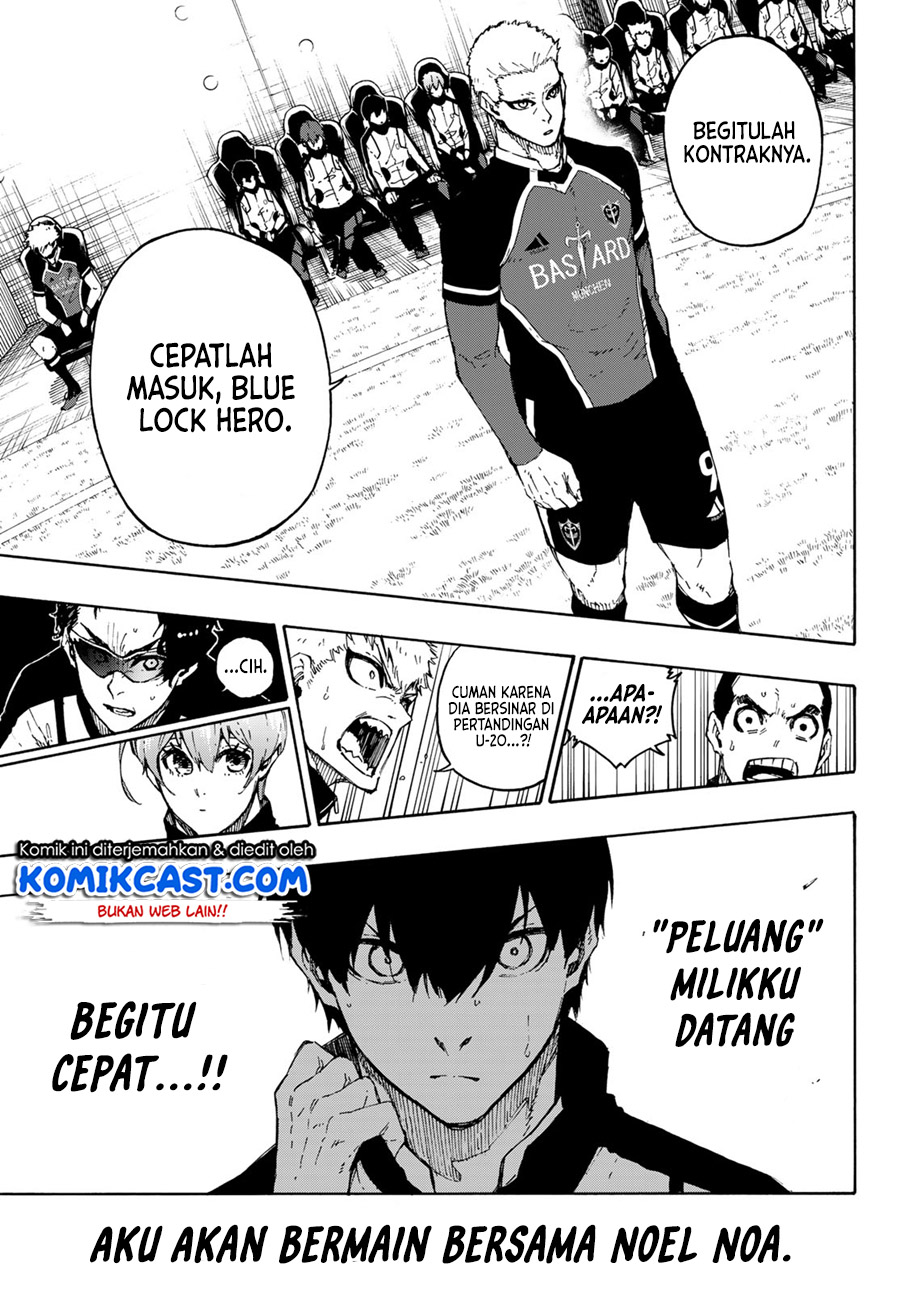 BEGITULAH
KONTRAKNYA.
BASTARD
MÜNCHEN
9
CEPATLAH
MASUK, BLUE
LOCK HERO.
...APA-
APAAN?!
CUMAN KARENA
DIA BERSINAR DI
PERTANDINGAN
U-20...?!
...CIH.
Komik ini diterjemahkan & diedit oleh
KOMIKCAST.COM
BUKAN WEB LAIN!!
"PELUANG"
MILIKKU
DATANG
BEGITU
CEPAT...!!
AKU AKAN BERMAIN BERSAMA NOEL NOA.